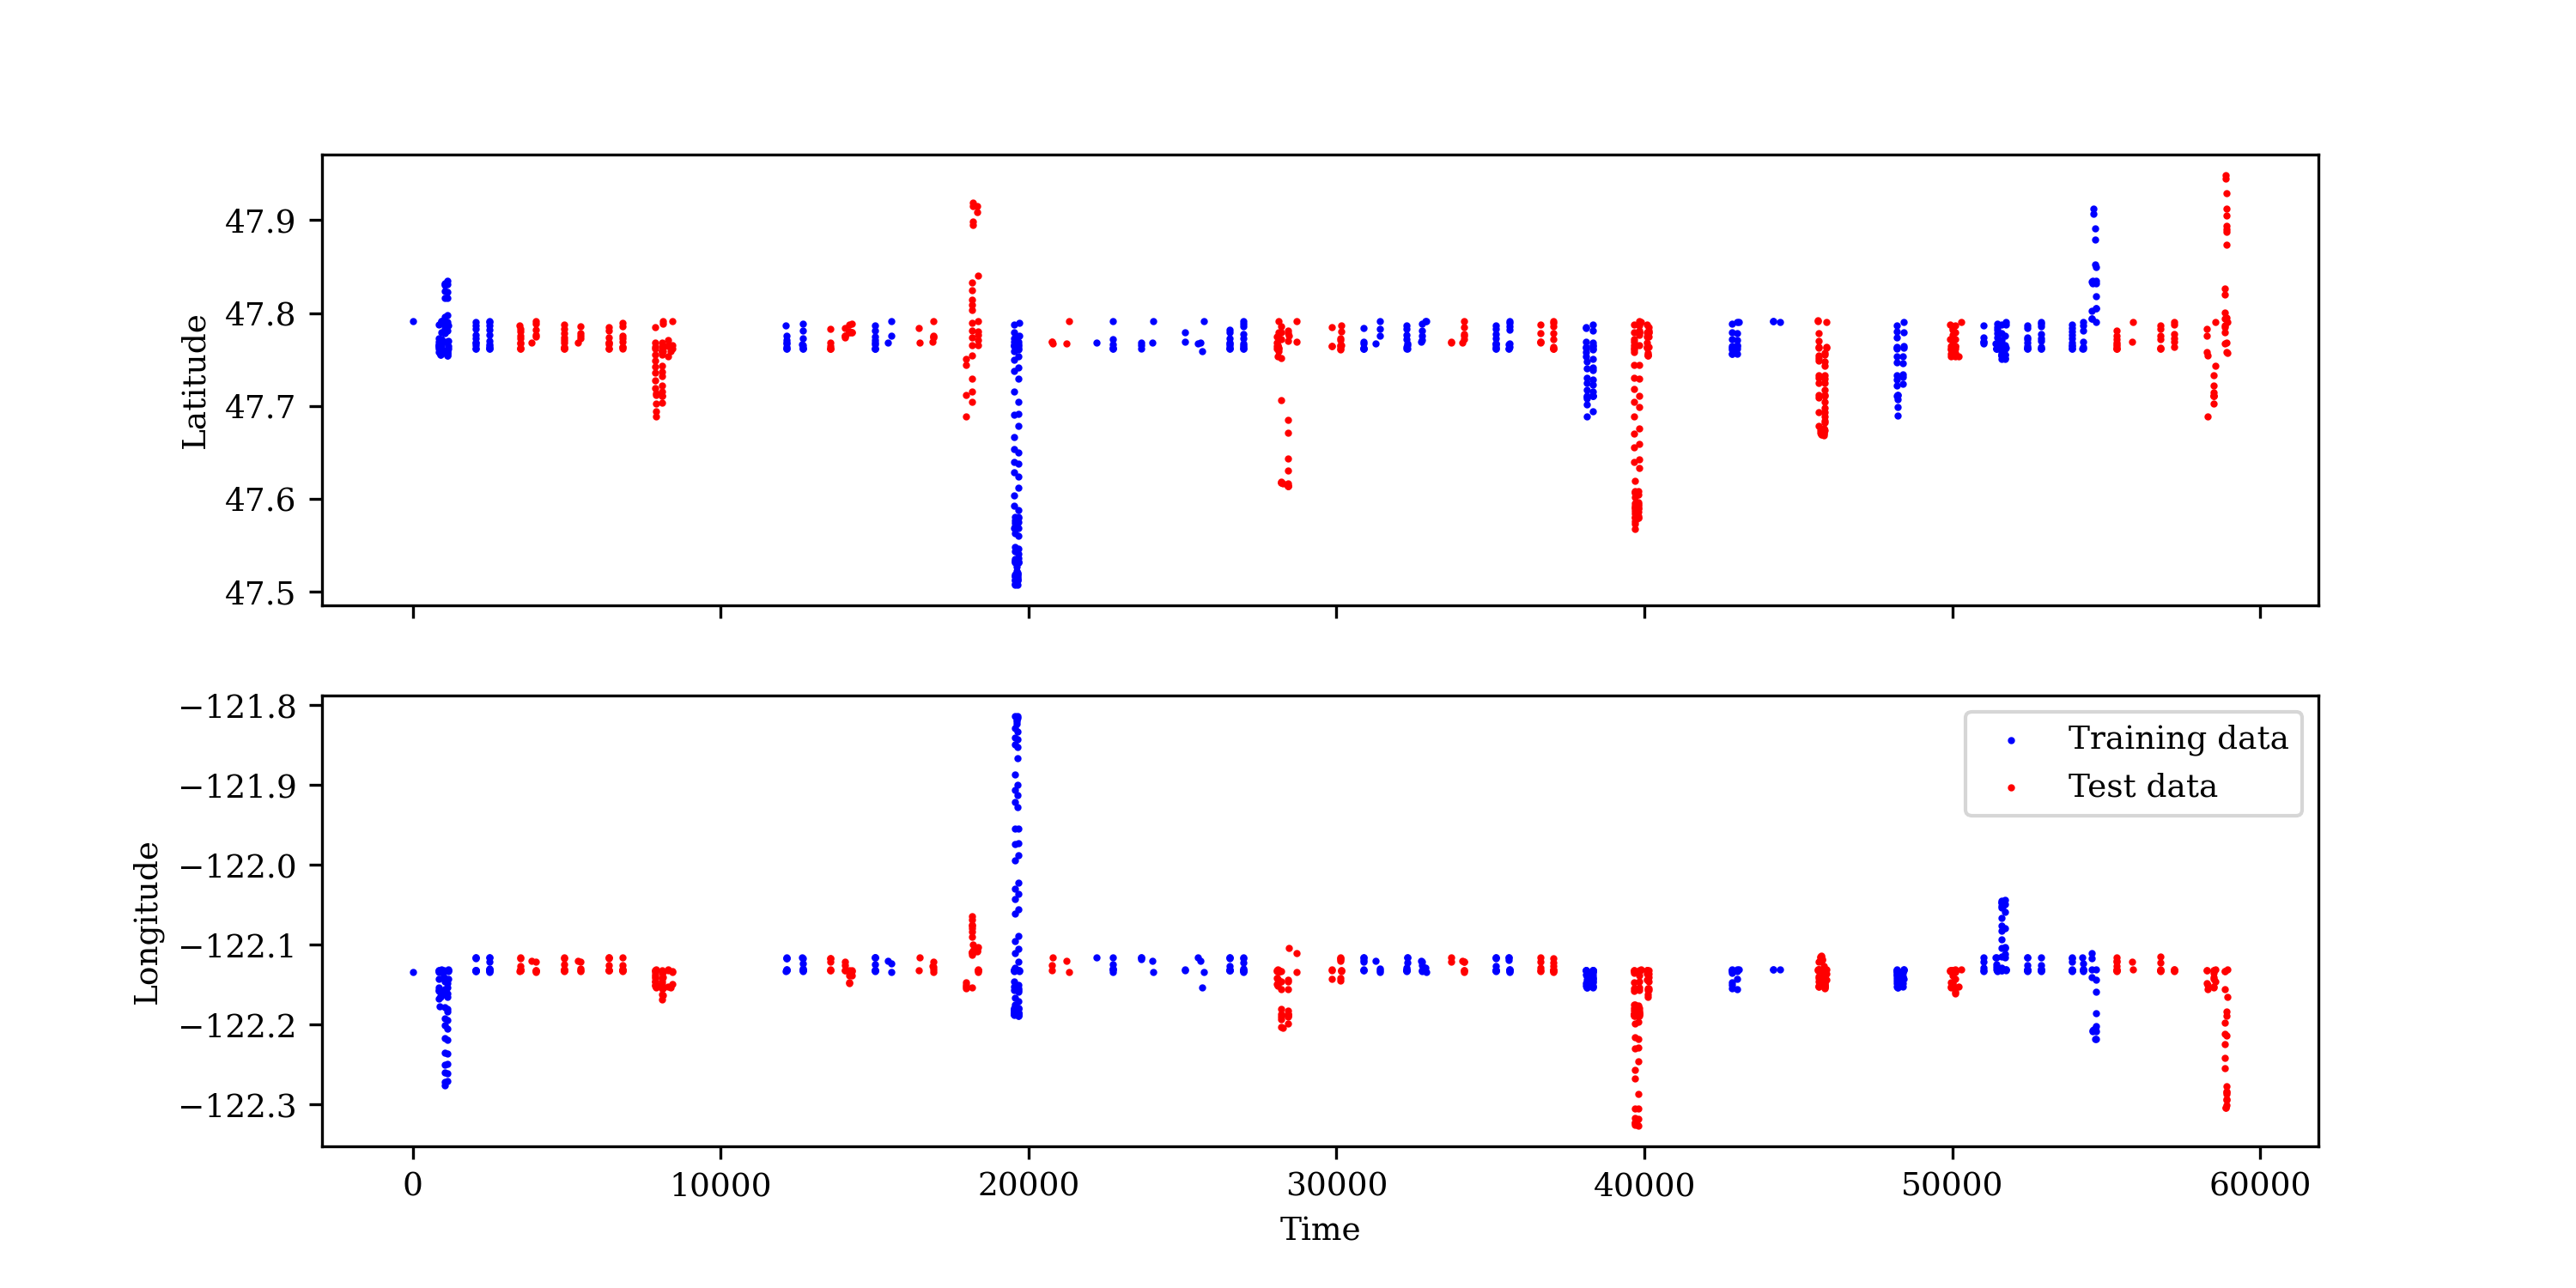 47.9
47.8
47.7
47.6
47.5
Latitude
−121.8
−121.9
−122.0
−122.1
−122.2
−122.3
Longitude
Training data
Test data
0 10000 20000 30000 40000 50000 60000
Time